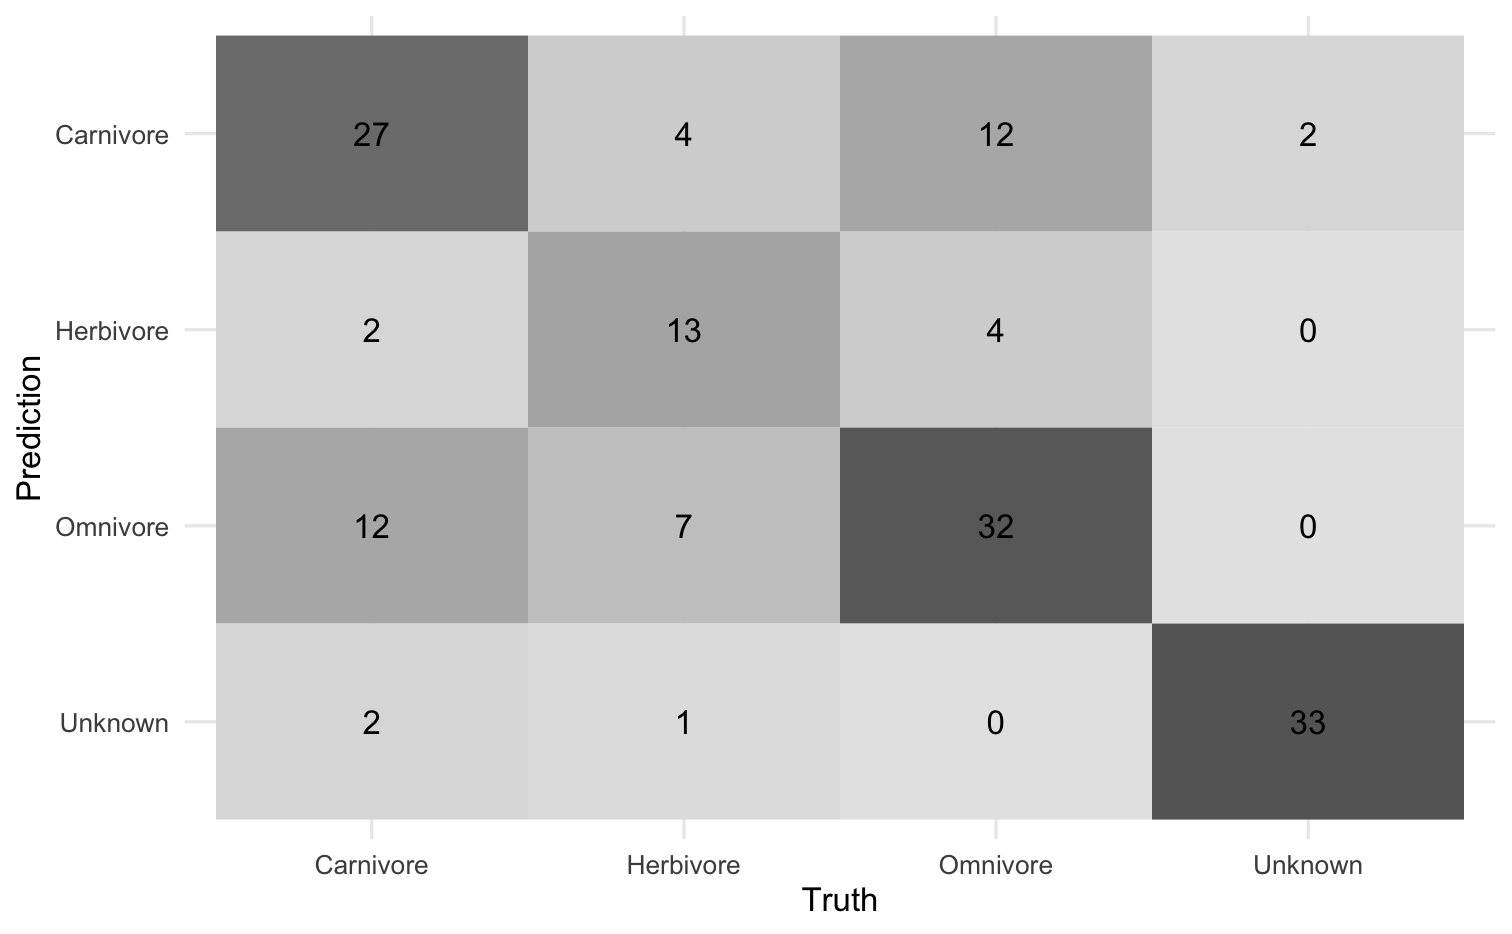 Prediction
Carnivore 27 4 12 2
Herbivore 2 13 4 0
Omnivore 12 7 32 0
Unknown 2 1 0 33
Carnivore Herbivore Omnivore Unknown
Truth